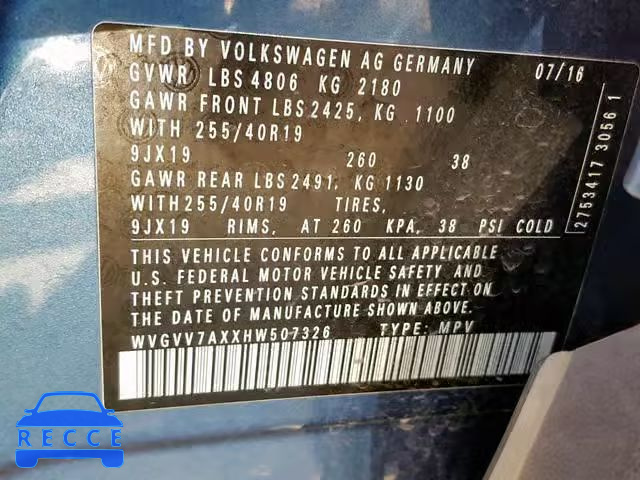 MFD BY VOLKSWAGEN AG GERMANY 07/16
GVWR LBS 4806 KG 2180
GAWR FRONT LBS 2425, KG 1100
WITH 255/40R19
9JX19 260 38
GAWR REAR LBS 2491, KG 1130
WITH 255/40R19 TIRES,
9JX19 RIMS, AT 260 KPA, 38 PSI COLD
THIS VEHICLE CONFORMS TO ALL APPLICABLE
U.S. FEDERAL MOTOR VEHICLE SAFETY AND
THEFT PREVENTION STANDARDS IN EFFECT ON
THE DATE OF MANUFACTURE SHOWN ABOVE.
WVGVV7AXXHW507326 TYPE: MPV
2753417 30561
RECCE